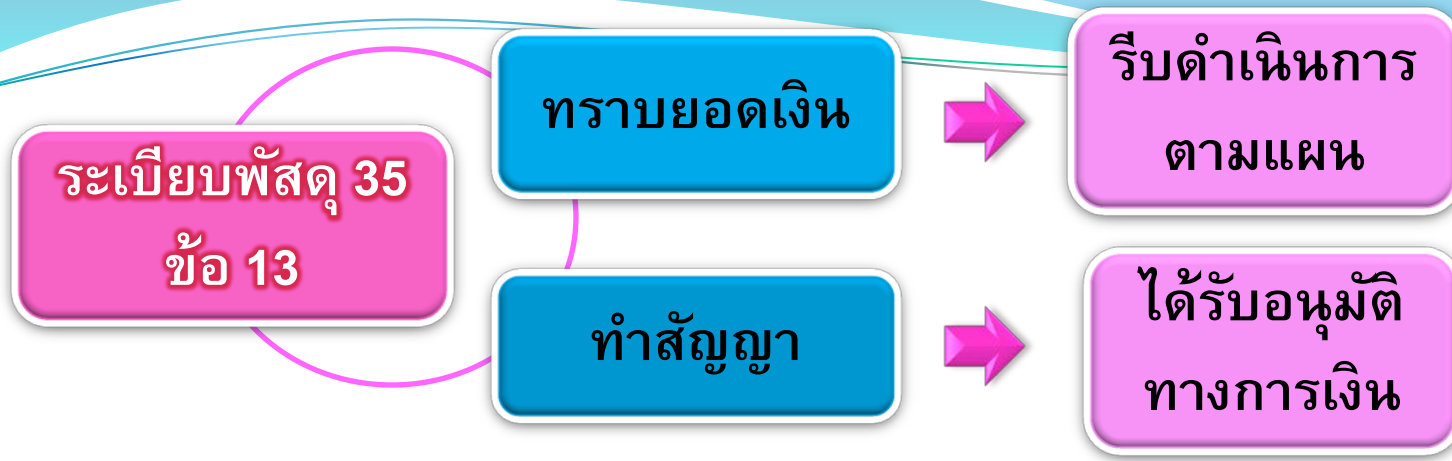 ระเบียบพัสดุ 35
ข้อ 13
ทราบยอดเงิน
รีบดำเนินการ
ตามแผน
ทำสัญญา
ได้รับอนุมัติ
ทางการเงิน